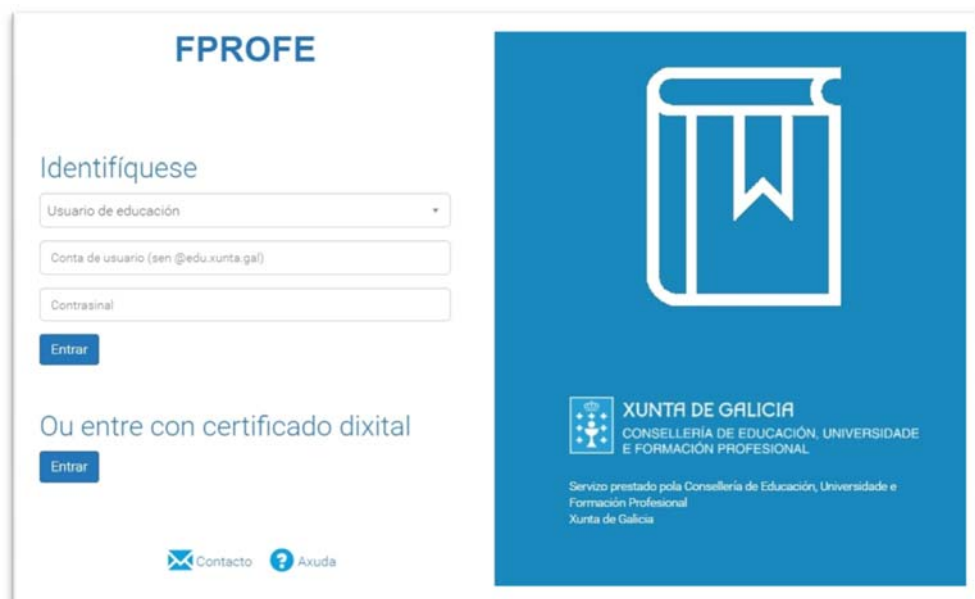 FPROFE
Identifíquese
Usuario de educación
Conta de usuario (sen @edu.xunta.gal)
Contrasinal
Entrar
Ou entre con certificado dixital
Entrar
Contacto
? Axuda
XUNTA DE GALICIA
CONSELLERÍA DE EDUCACIÓN, UNIVERSIDADE
E FORMACIÓN PROFESIONAL
Servizo prestado pola Consellería de Educación, Universidade e
Formación Profesional
Xunta de Galicia